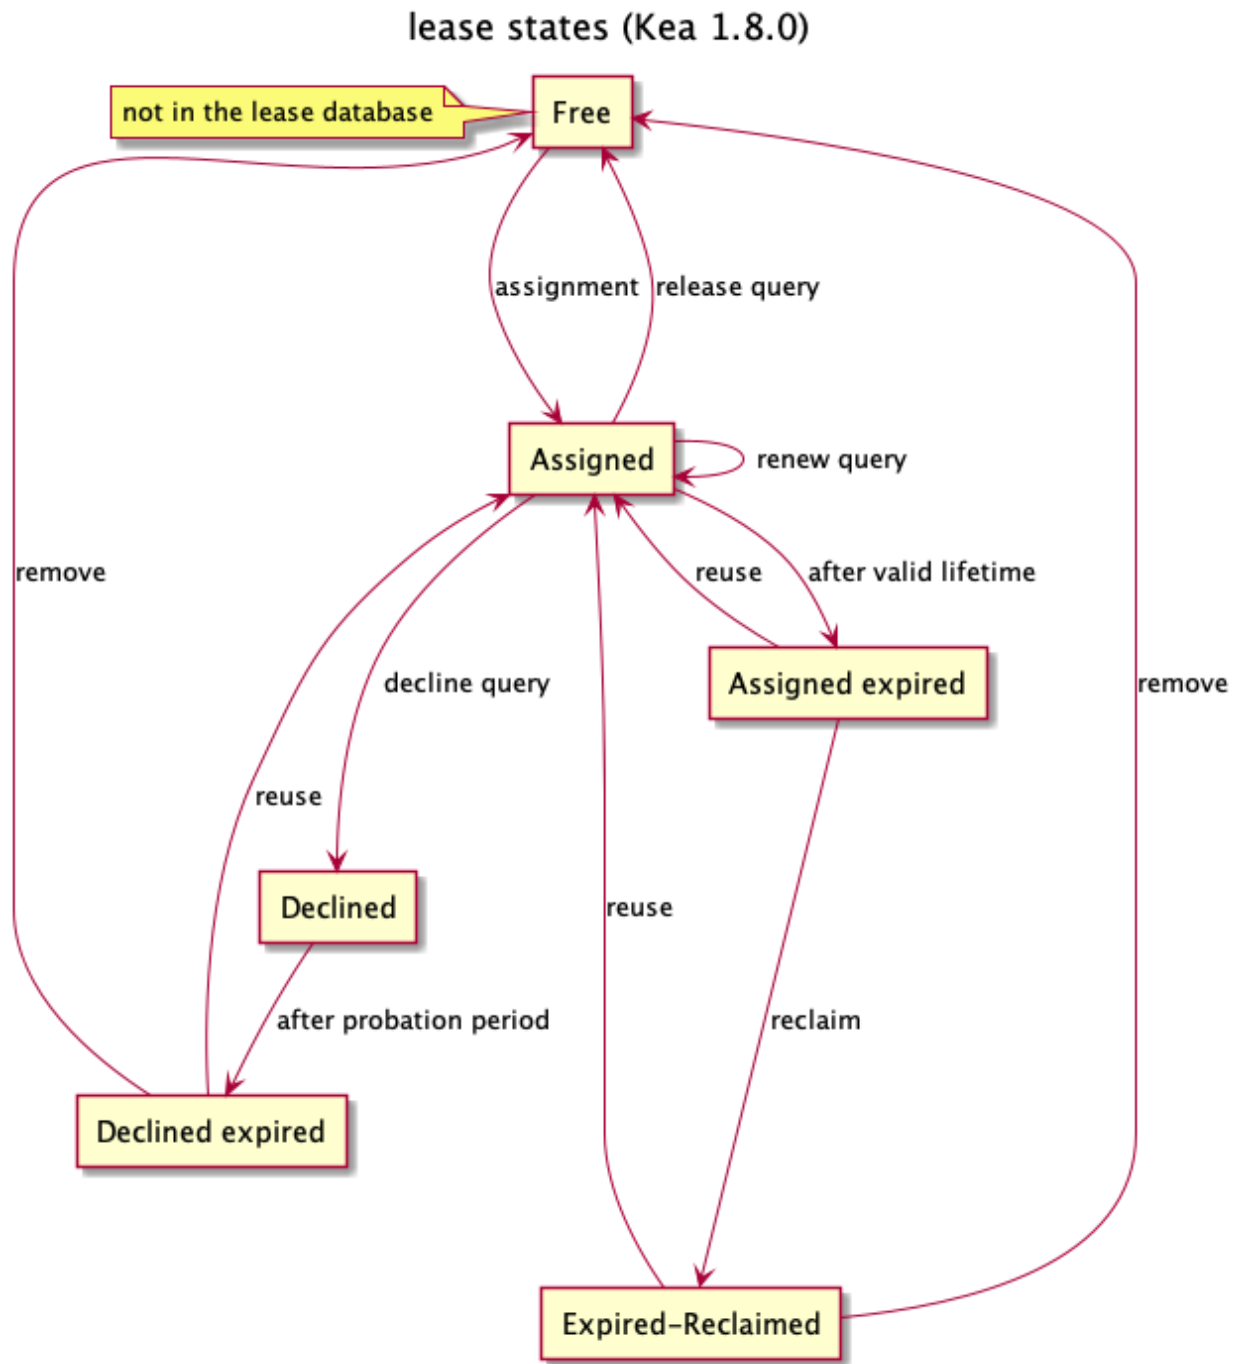 lease states (Kea 1.8.0)
not in the lease database
Free
assignment
release query
Assigned
renew query
remove
reuse
after valid lifetime
decline query
Assigned expired
remove
reuse
Declined
reuse
after probation period
reclaim
Declined expired
Expired-Reclaimed